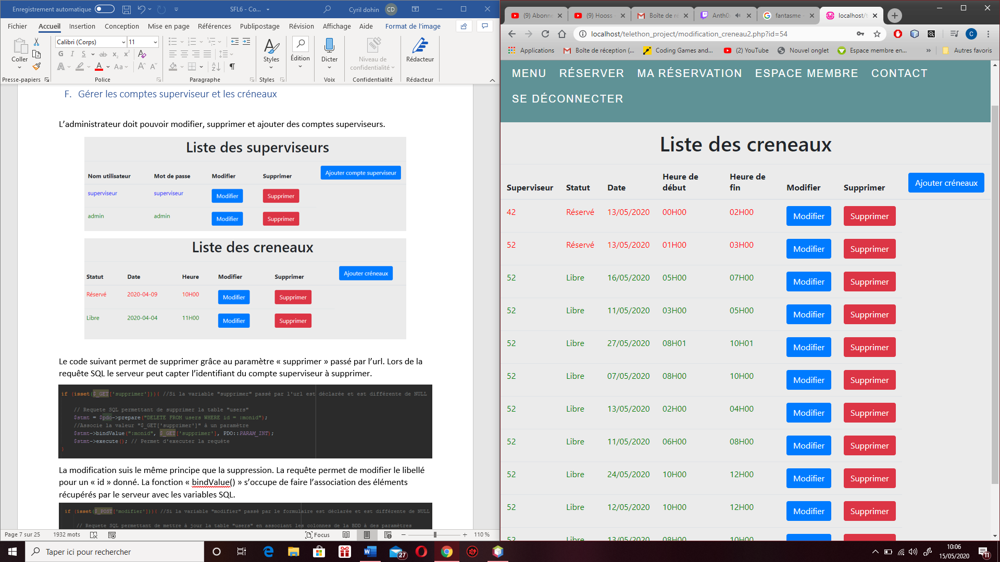 Enregistrement automatique
SFL6 - Co...
Cyril dohin
CD
Fichier Accueil Insertion Conception Mise en page Références Publipostage Révision Affichage Aide Format de l'image
Calibri (Corps) 11
Coller
G I S ab x₂ x²
A A Aa A A
Styles
Édition
Dicter
Niveau de
confidentialité
Rédacteur
Presse-papiers Police Paragraphe Styles Voix Confidentialité Rédacteur
F. Gérer les comptes superviseur et les créneaux
L'administrateur doit pouvoir modifier, supprimer et ajouter des comptes superviseurs.
Liste des superviseurs
Nom utilisateur Mot de passe Modifier Supprimer Ajouter compte superviseur
superviseur superviseur Modifier Supprimer
admin admin Modifier Supprimer
Liste des creneaux
Statut Date Heure Modifier Supprimer Ajouter créneaux
Réservé 2020-04-09 10H00 Modifier Supprimer
Libre 2020-04-04 11H00 Modifier Supprimer
Le code suivant permet de supprimer grâce au paramètre « supprimer » passé par l'url. Lors de la
requête SQL le serveur peut capter l'identifiant du compte superviseur à supprimer.
if (isset($_GET['supprimer'])){ //Si la variable "supprimer" passé par l'url est déclarée et est différente de NULL
// Requete SQL permettant de supprimer la table "users"
$stmt = $pdo->prepare("DELETE FROM users WHERE id = :monid");
//Associe la valeur "$_GET['supprimer']" à un paramètre
$stmt->bindValue(":monid", $_GET['supprimer'], PDO::PARAM_INT);
$stmt->execute(); // Permet d'executer la requête
}
La modification suis le même principe que la suppression. La requête permet de modifier le libellé
pour un « id » donné. La fonction « bindValue() » s'occupe de faire l'association des éléments
récupérés par le serveur avec les variables SQL.
if (isset($_POST['modifier'])){ //Si la variable "modifier" passé par le formulaire est déclarée et est différente de NULL
// Requete SQL permettant de mettre à jour la table "users" en associant les colonnes de la BDD à des paramètres
Page 7 sur 25 1932 mots Focus 110 %
(9) Abonne
(9) Hooss
Boîte de ré
Anth0
fantasme
localhost/t
localhost/telethon_project/modification_creneau2.php?id=54
C
Applications Boîte de réception (... Coding Games and... (2) YouTube Nouvel onglet Espace membre en... » Autres favoris
MENU RÉSERVER MA RÉSERVATION ESPACE MEMBRE CONTACT
SE DÉCONNECTER
Liste des creneaux
Superviseur Statut Date Heure de début Heure de fin Modifier Supprimer Ajouter créneaux
42 Réservé 13/05/2020 00H00 02H00 Modifier Supprimer
52 Réservé 13/05/2020 01H00 03H00 Modifier Supprimer
52 Libre 16/05/2020 05H00 07H00 Modifier Supprimer
52 Libre 11/05/2020 03H00 05H00 Modifier Supprimer
52 Libre 27/05/2020 08H01 10H01 Modifier Supprimer
52 Libre 07/05/2020 08H00 10H00 Modifier Supprimer
52 Libre 13/05/2020 02H00 04H00 Modifier Supprimer
52 Libre 11/05/2020 06H00 08H00 Modifier Supprimer
52 Libre 24/05/2020 10H00 12H00 Modifier Supprimer
52 Libre 12/05/2020 10H00 12H00 Modifier Supprimer
52 Libre 13/05/2020 08H00 10H00 Modifier Supprimer
Taper ici pour rechercher
27
10:06
15/05/2020
11